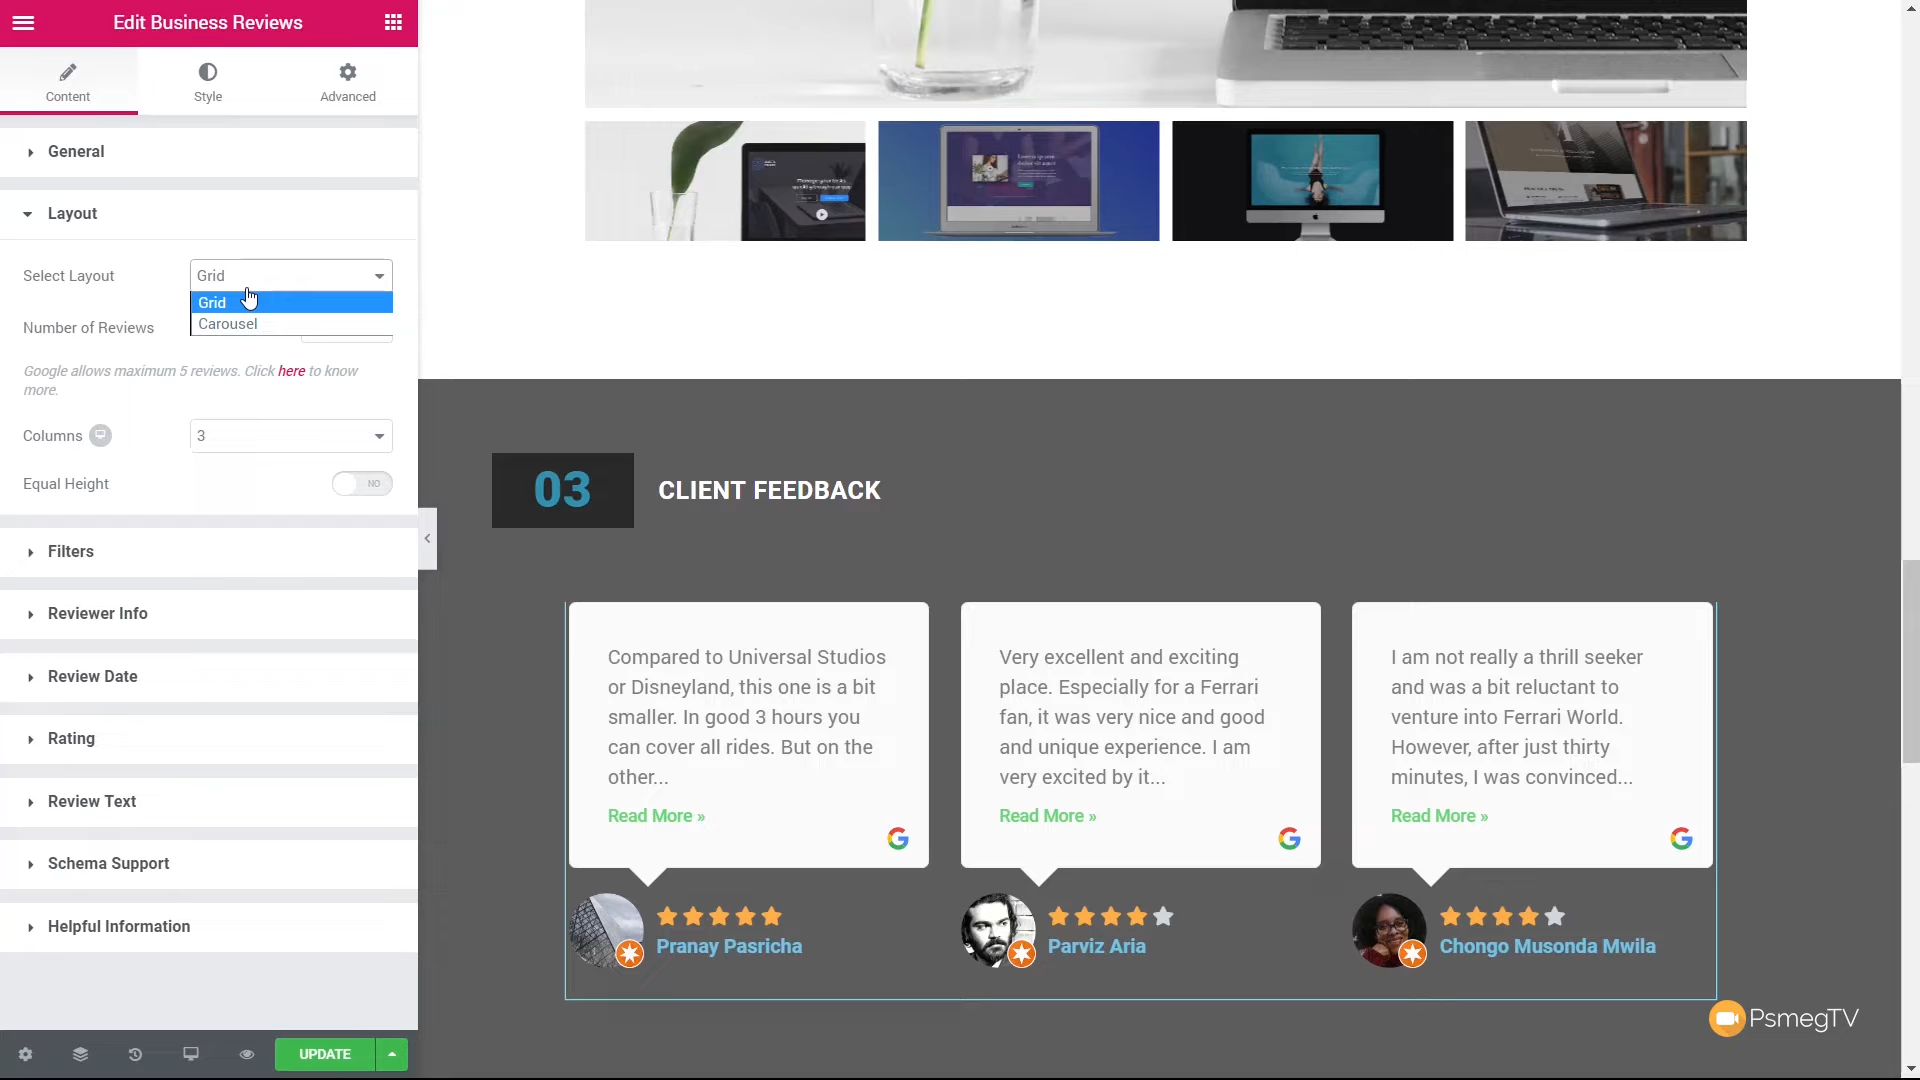 Edit Business Reviews
Content
Style
Advanced
General
Layout
Select Layout
Grid
Grid
Carousel
Number of Reviews
Google allows maximum 5 reviews. Click here to know
more.
Columns
3
Equal Height
NO
Filters
Reviewer Info
Review Date
Rating
Review Text
Schema Support
Helpful Information
UPDATE
03
CLIENT FEEDBACK
Compared to Universal Studios
or Disneyland, this one is a bit
smaller. In good 3 hours you
can cover all rides. But on the
other...
Read More »
Pranay Pasricha
Very excellent and exciting
place. Especially for a Ferrari
fan, it was very nice and good
and unique experience. I am
very excited by it...
Read More »
Parviz Aria
I am not really a thrill seeker
and was a bit reluctant to
venture into Ferrari World.
However, after just thirty
minutes, I was convinced...
Read More »
Chongo Musonda Mwila
PsmegTV